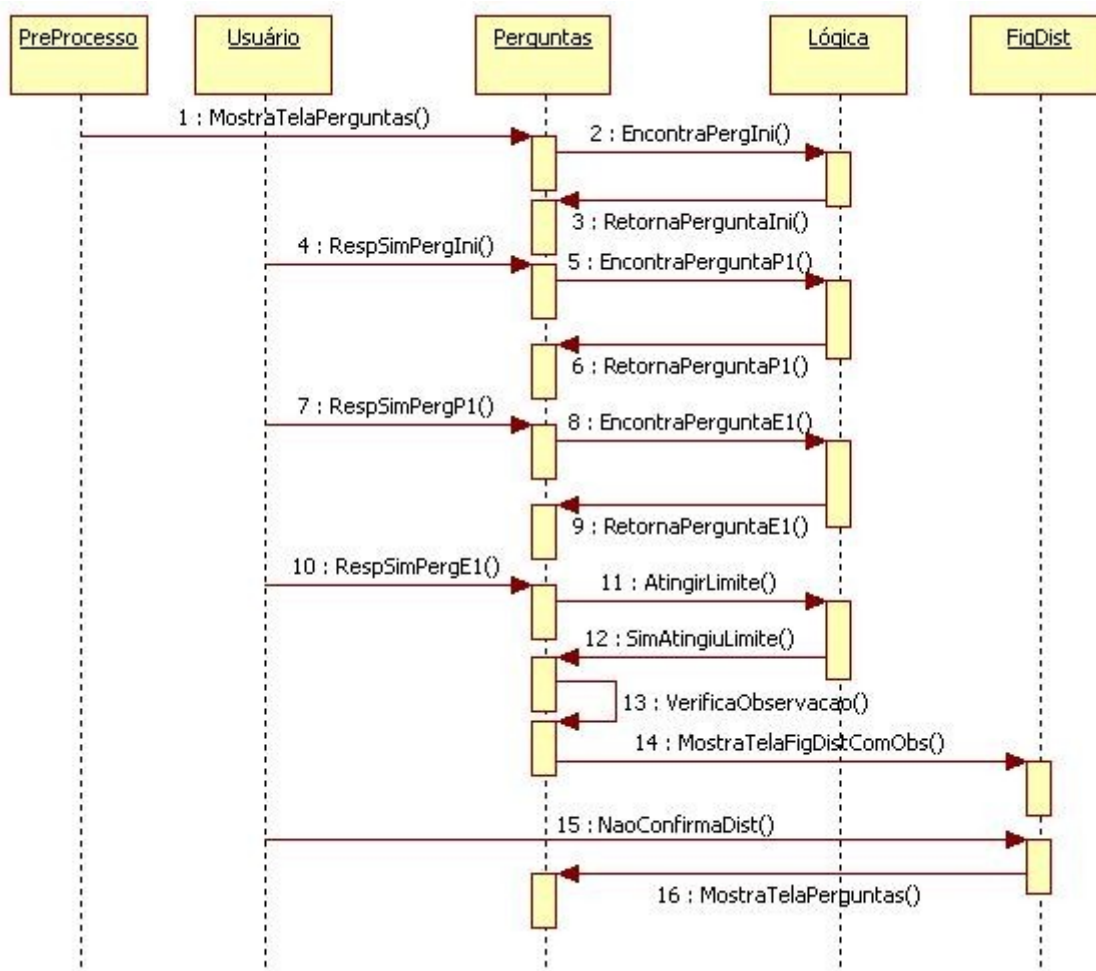 PreProcesso
Usuário
Perguntas
Lógica
FigDist
1 : MostraTelaPerguntas()
2 : EncontraPergIni()
3 : RetornaPerguntaIni()
4 : RespSimPergIni()
5 : EncontraPerguntaP1()
6 : RetornaPerguntaP1()
7 : RespSimPergP1()
8 : EncontraPerguntaE1()
9 : RetornaPerguntaE1()
10 : RespSimPergE1()
11 : AtingirLimite()
12 : SimAtingiuLimite()
13 : VerificaObservacao()
14 : MostraTelaFigDistComObs()
15 : NaoConfirmaDist()
16 : MostraTelaPerguntas()